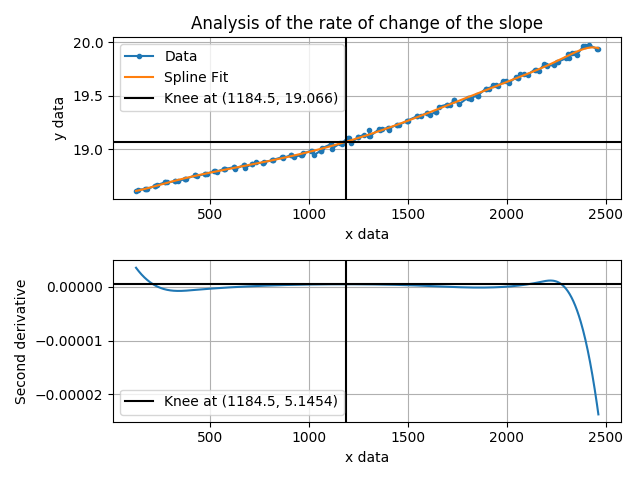 Analysis of the rate of change of the slope
20.0
19.5
19.0
y data
Data
Spline Fit
Knee at (1184.5, 19.066)
500 1000 1500 2000 2500
x data
0.00000
−0.00001
−0.00002
Second derivative
Knee at (1184.5, 5.1454)
500 1000 1500 2000 2500
x data